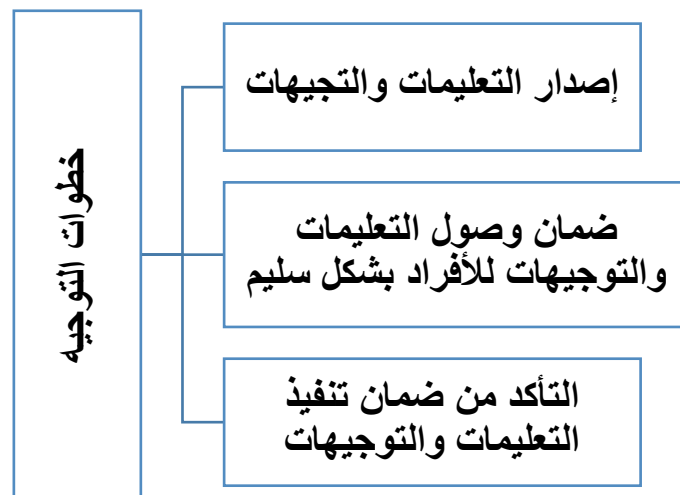 خطوات التوجيه
إصدار التعليمات والتجيهات
ضمان وصول التعليمات
والتوجيهات للأفراد بشكل سليم
التأكد من ضمان تنفيذ
التعليمات والتوجيهات